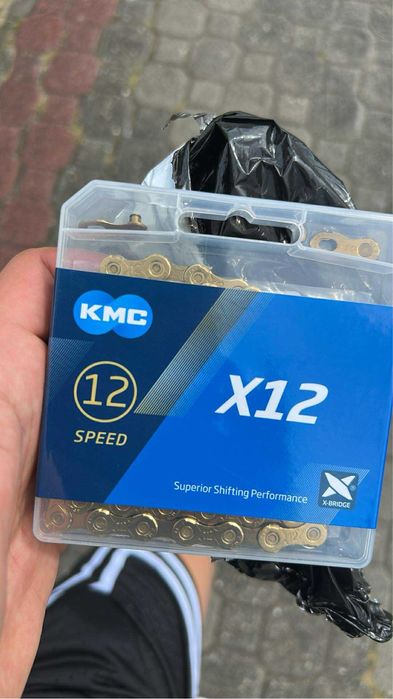 KMC
12
SPEED
X12
Superior Shifting Performance
X-BRIDGE